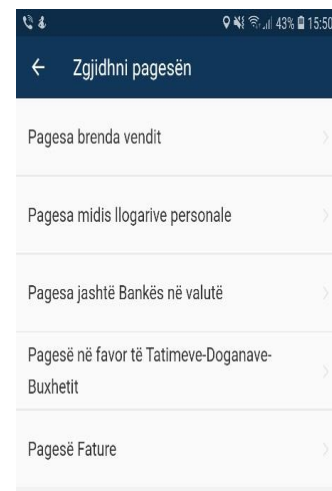 43% 15:50
Zgjidhni pagesën
Pagesa brenda vendit
Pagesa midis llogarive personale
Pagesa jashtë Bankës në valutë
Pagesë në favor të Tatimeve-Doganave-
Buxhetit
Pagesë Fature